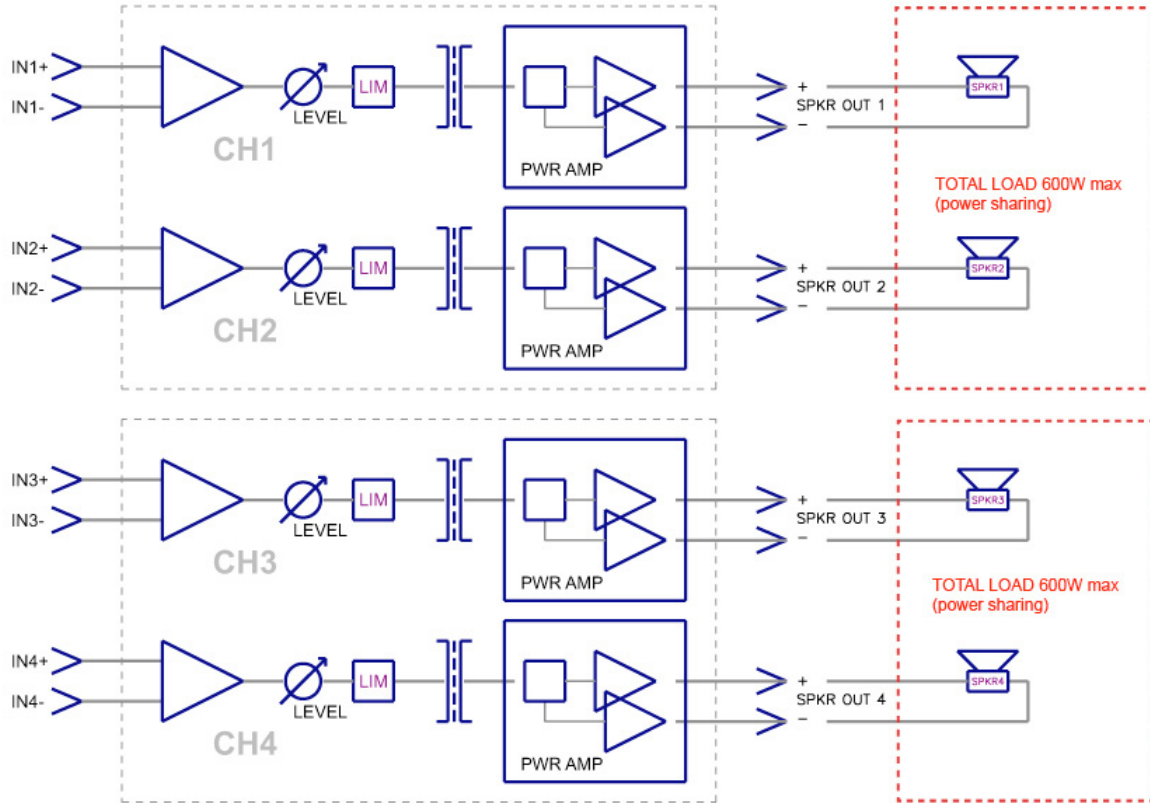 IN1+
IN1-
LEVEL
LIM
CH1
PWR AMP
+
SPKR OUT 1
−
SPKR1
TOTAL LOAD 600W max
(power sharing)
IN2+
IN2-
LEVEL
LIM
CH2
PWR AMP
+
SPKR OUT 2
−
SPKR2
IN3+
IN3-
LEVEL
LIM
CH3
PWR AMP
+
SPKR OUT 3
−
SPKR3
TOTAL LOAD 600W max
(power sharing)
IN4+
IN4-
LEVEL
LIM
CH4
PWR AMP
+
SPKR OUT 4
−
SPKR4